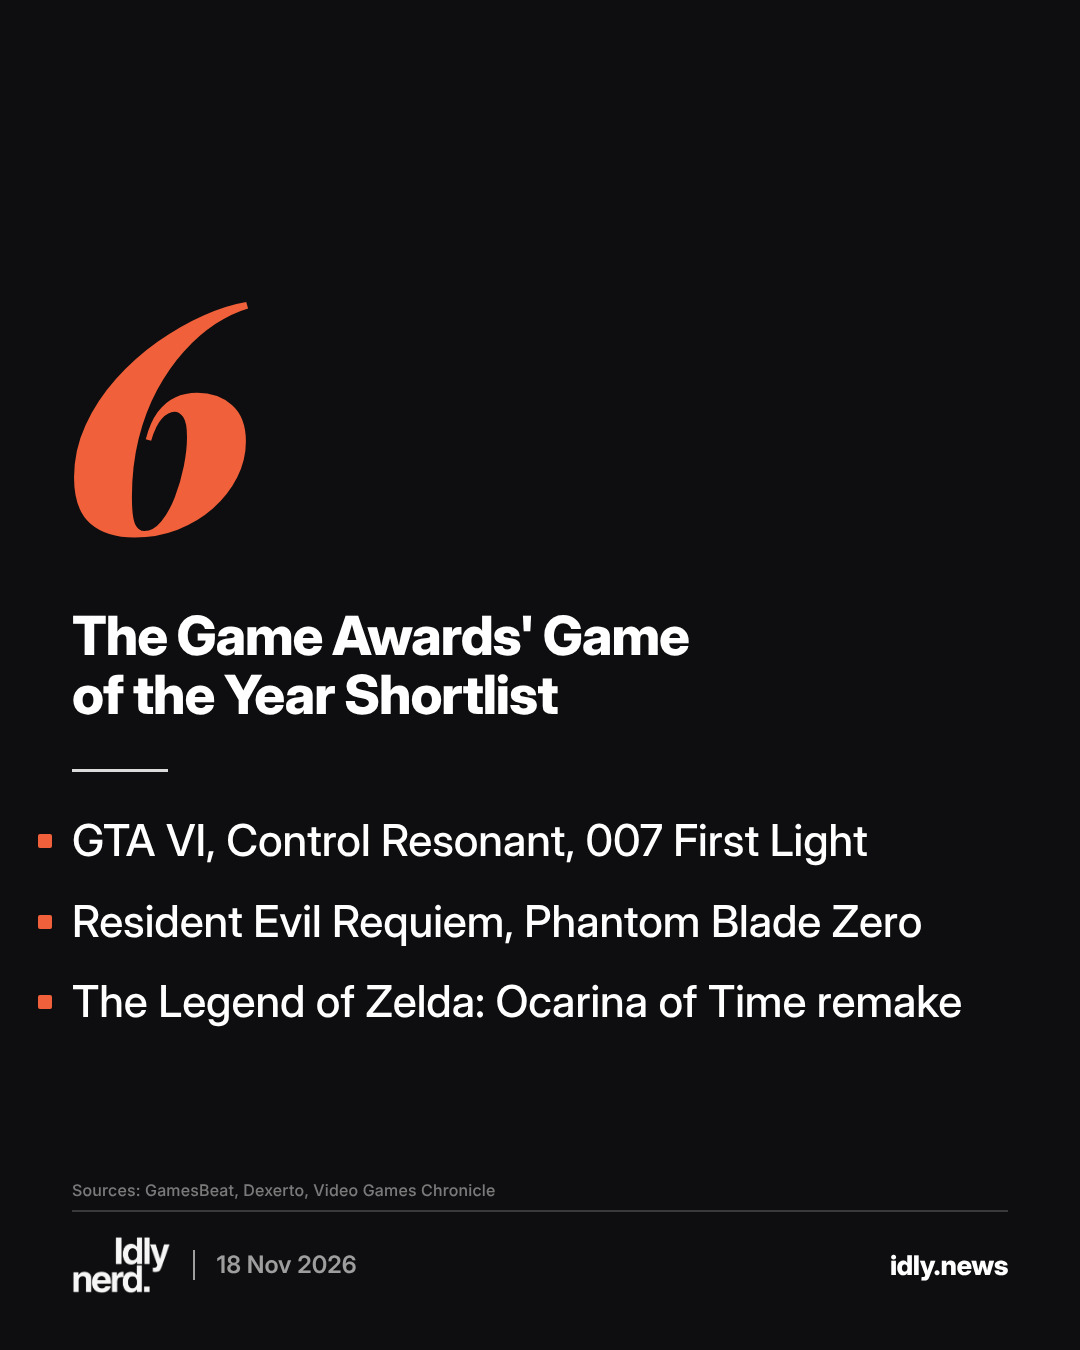 6
The Game Awards' Game
of the Year Shortlist
GTA VI, Control Resonant, 007 First Light
Resident Evil Requiem, Phantom Blade Zero
The Legend of Zelda: Ocarina of Time remake
Sources: GamesBeat, Dexerto, Video Games Chronicle
Idly
nerd.
18 Nov 2026
idly.news